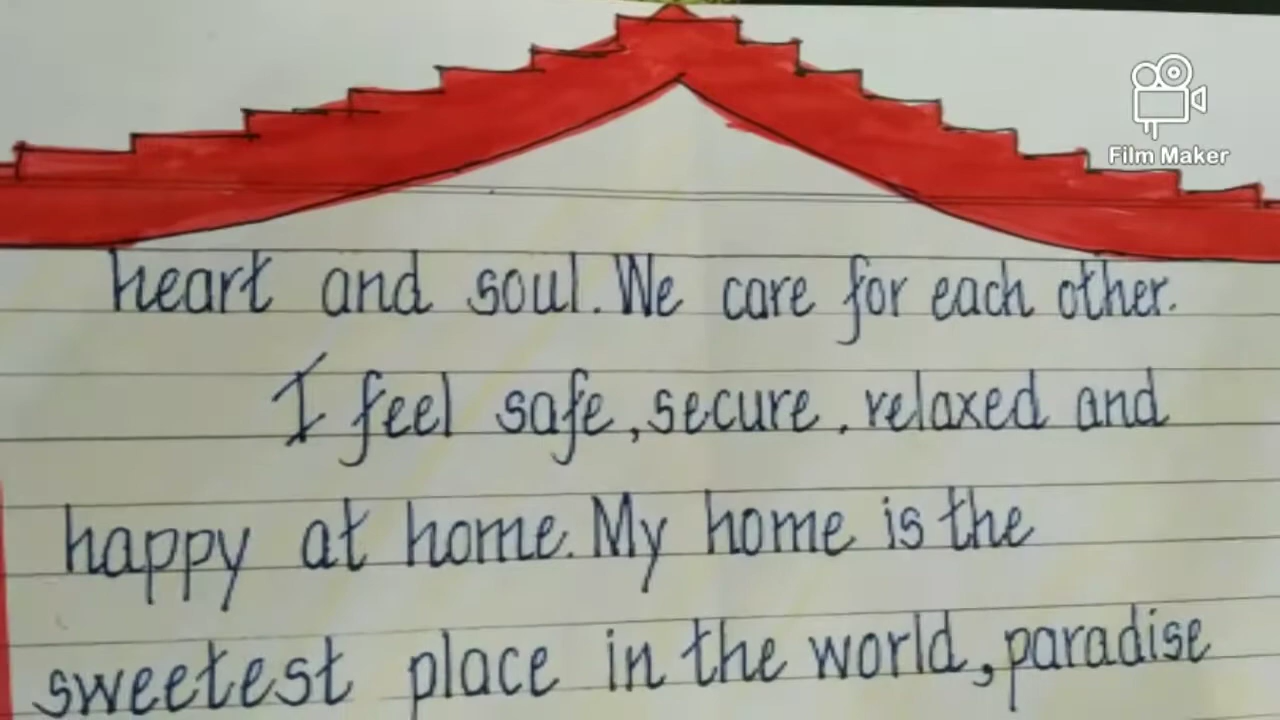 Film Maker
heart and soul. We care for each other.
I feel safe, secure, relaxed and
happy at home. My home is the
sweetest place in the world, paradise